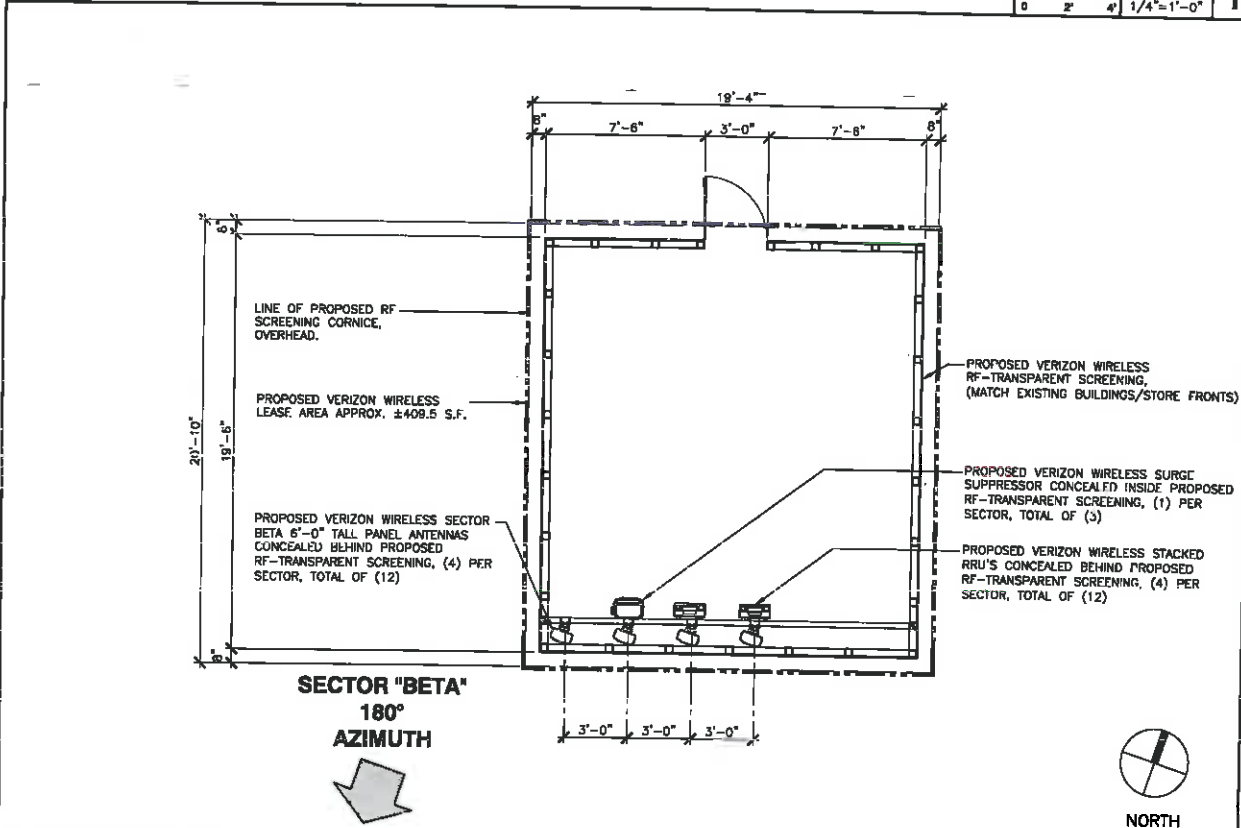 0 2' 4' 1/4"=1'-0"
19'-4"
8" 7'-6" 3'-0" 7'-6" 8"
8"
20'-10"
19'-6"
8"
LINE OF PROPOSED RF
SCREENING CORNICE,
OVERHEAD.
PROPOSED VERIZON WIRELESS
LEASE AREA APPROX. ±409.5 S.F.
PROPOSED VERIZON WIRELESS SECTOR
BETA 6'-0" TALL PANEL ANTENNAS
CONCEALED BEHIND PROPOSED
RF-TRANSPARENT SCREENING, (4) PER
SECTOR, TOTAL OF (12)
PROPOSED VERIZON WIRELESS
RF-TRANSPARENT SCREENING,
(MATCH EXISTING BUILDINGS/STORE FRONTS)
PROPOSED VERIZON WIRELESS SURGE
SUPPRESSOR CONCEALED INSIDE PROPOSED
RF-TRANSPARENT SCREENING, (1) PER
SECTOR, TOTAL OF (3)
PROPOSED VERIZON WIRELESS STACKED
RRU'S CONCEALED BEHIND PROPOSED
RF-TRANSPARENT SCREENING, (4) PER
SECTOR, TOTAL OF (12)
SECTOR "BETA"
180°
AZIMUTH
3'-0" 3'-0" 3'-0"
NORTH